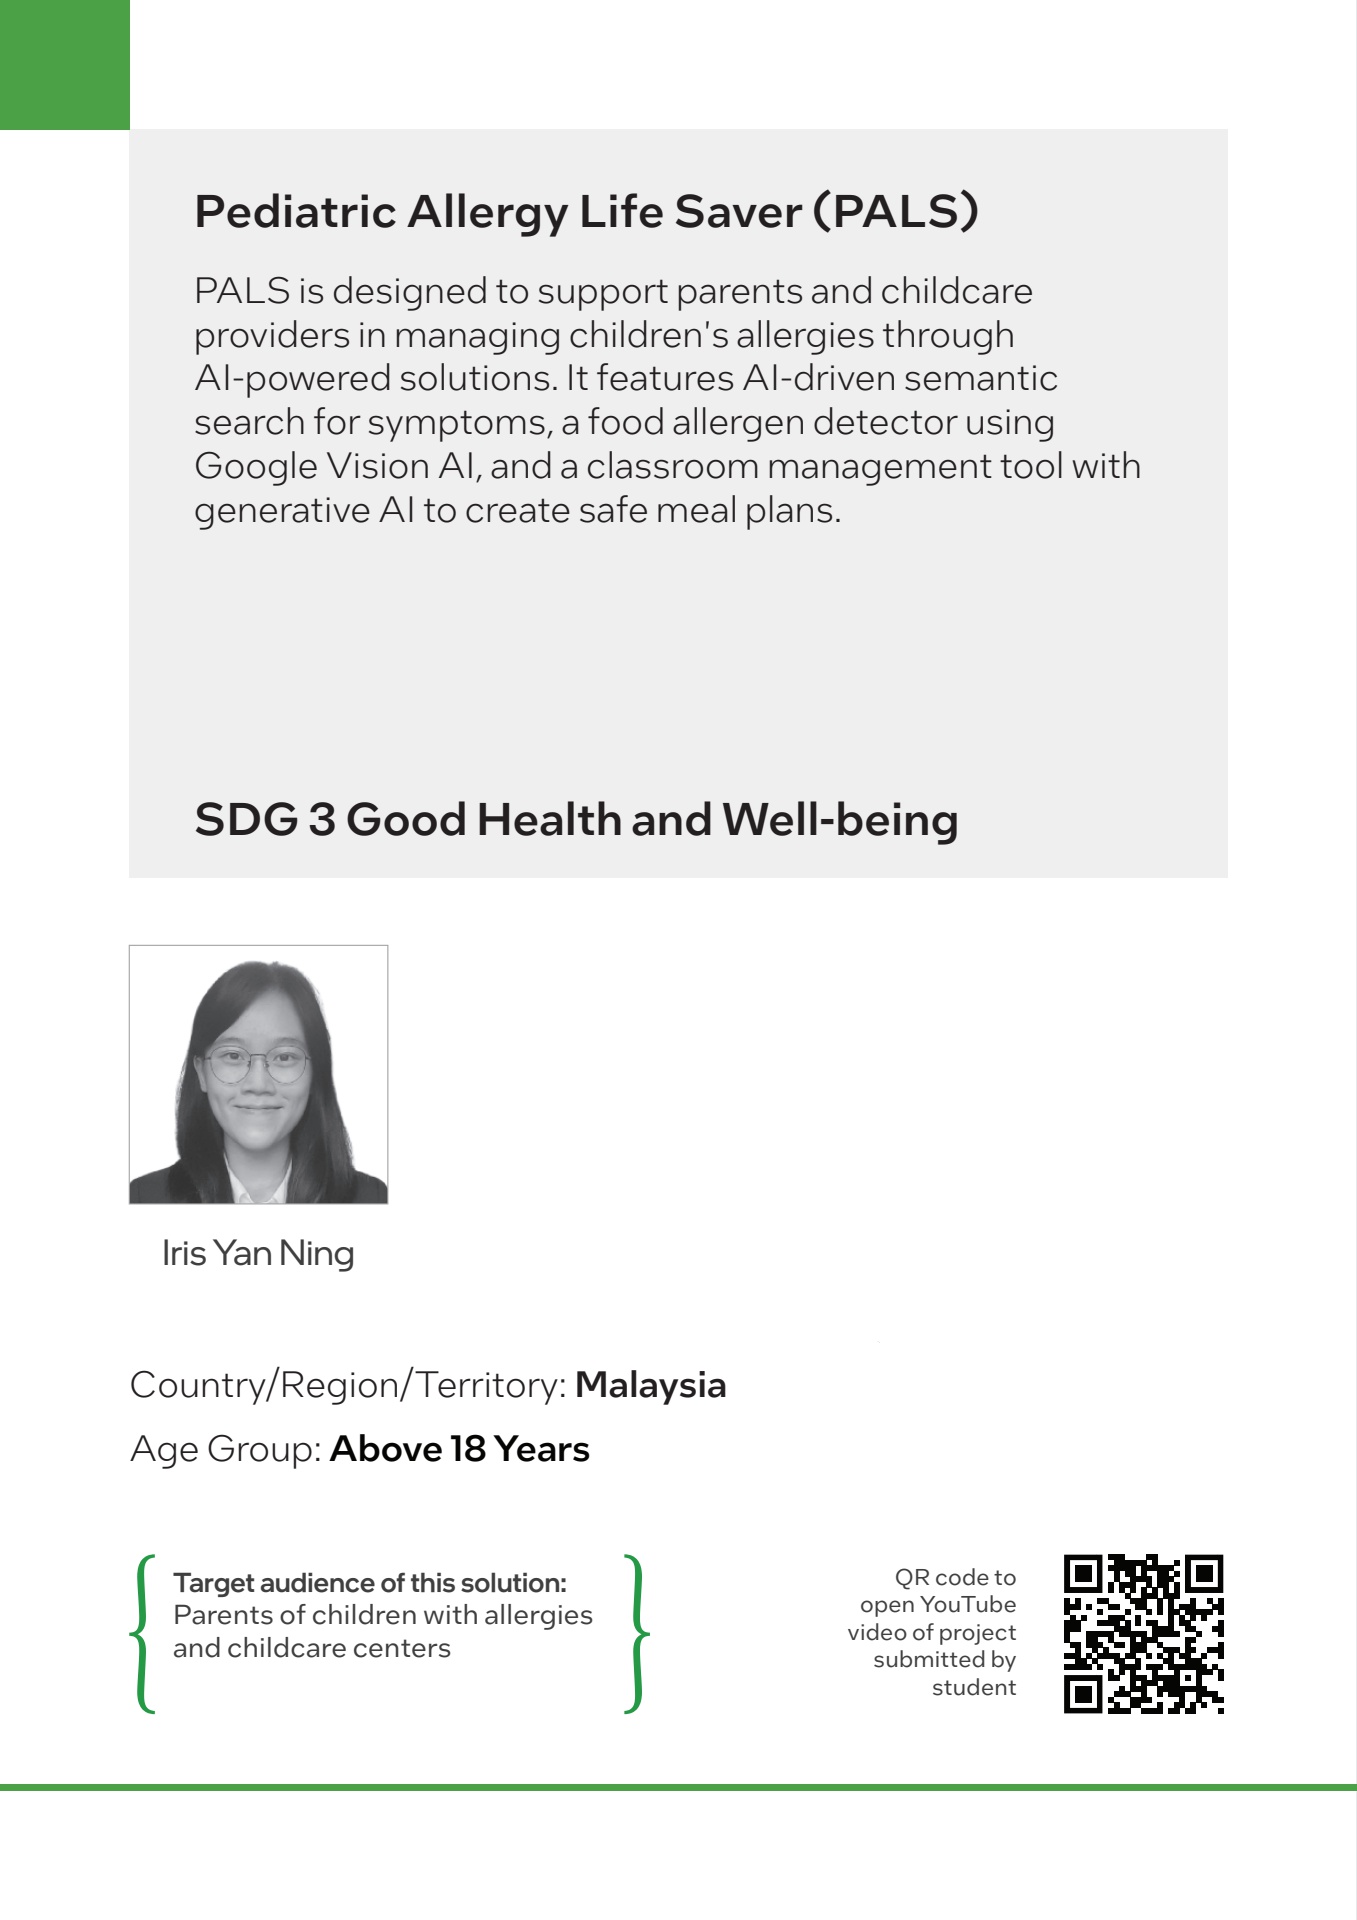 Pediatric Allergy Life Saver (PALS)
PALS is designed to support parents and childcare
providers in managing children's allergies through
AI-powered solutions. It features AI-driven semantic
search for symptoms, a food allergen detector using
Google Vision AI, and a classroom management tool with
generative AI to create safe meal plans.
SDG 3 Good Health and Well-being
Iris Yan Ning
Country/Region/Territory: Malaysia
Age Group: Above 18 Years
Target audience of this solution:
Parents of children with allergies
and childcare centers
QR code to
open YouTube
video of project
submitted by
student